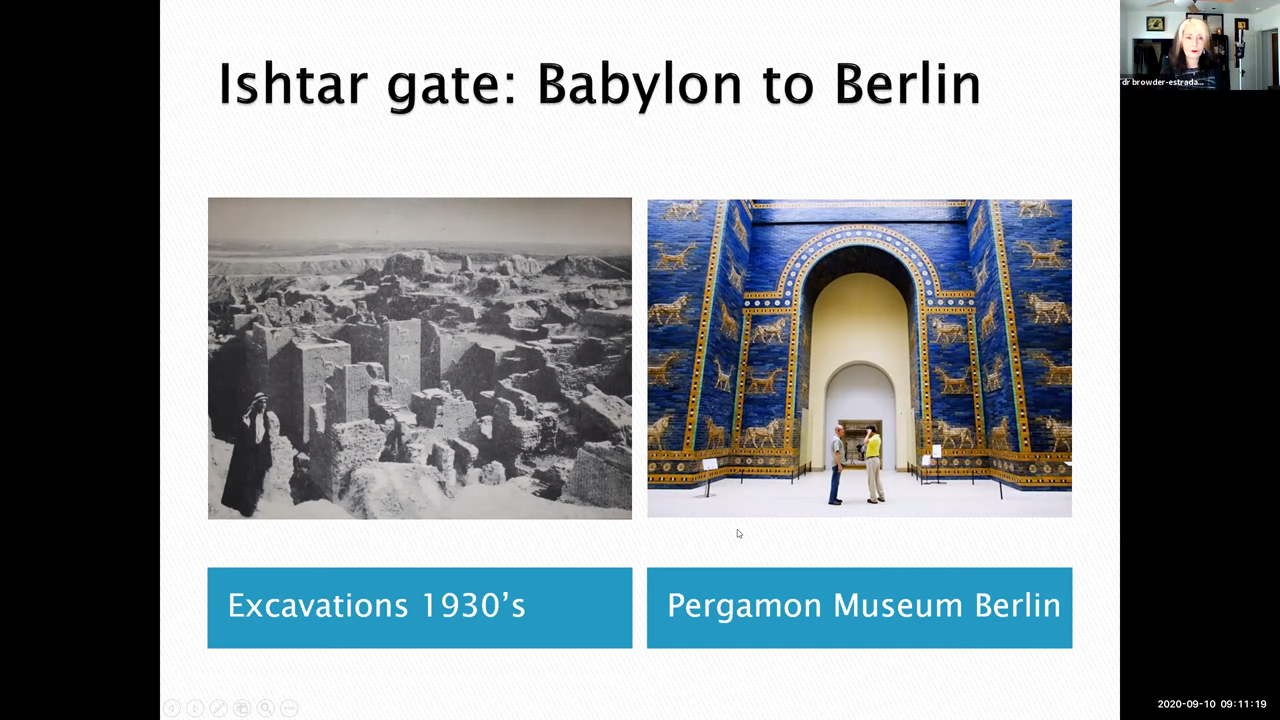 Ishtar gate: Babylon to Berlin
dr browder-estrada...
Excavations 1930’s
Pergamon Museum Berlin
2020-09-10 09:11:19